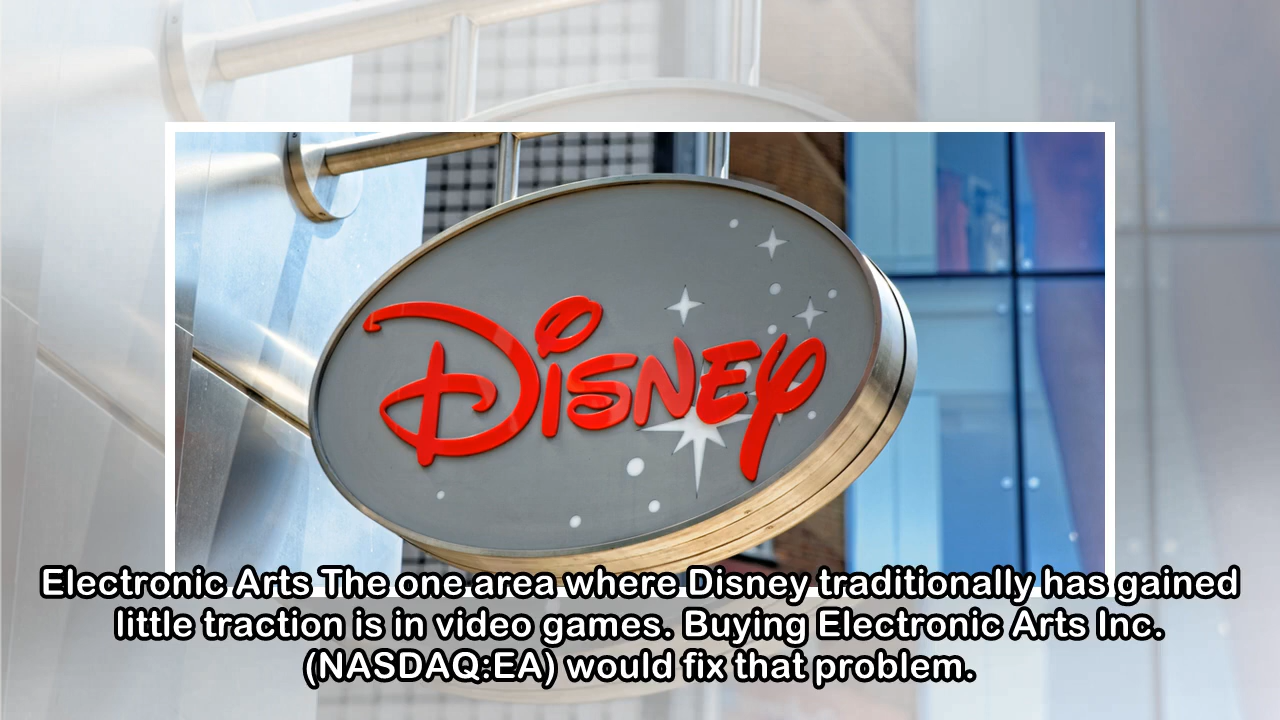 Disney
Electronic Arts The one area where Disney traditionally has gained
little traction is in video games. Buying Electronic Arts Inc.
(NASDAQ:EA) would fix that problem.